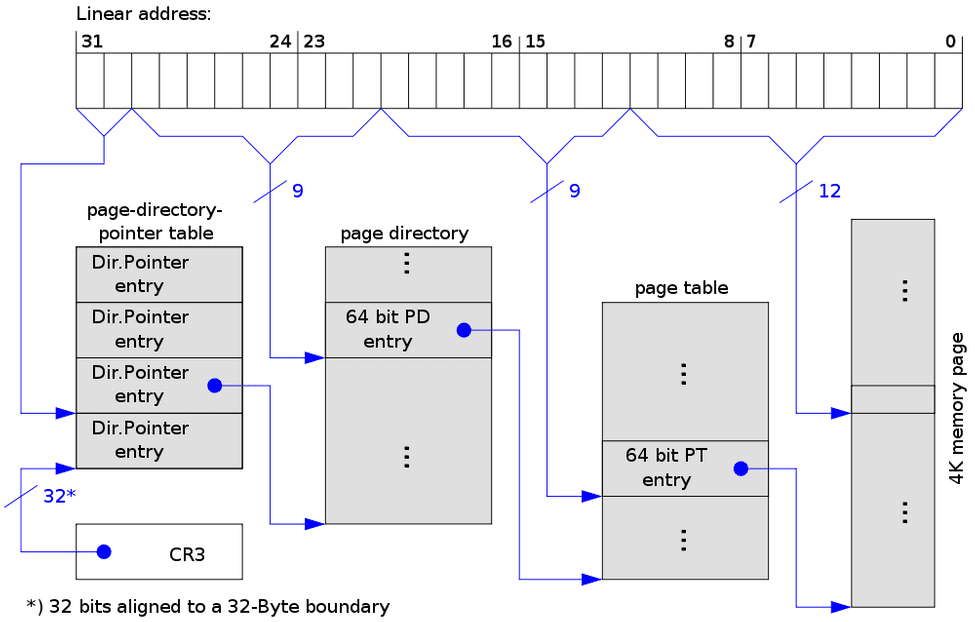 Linear address:
31 24 23 16 15 8 7 0
9 9 12
page-directory-
pointer table
page directory
page table
Dir.Pointer
entry
Dir.Pointer
entry
Dir.Pointer
entry
Dir.Pointer
entry
64 bit PD
entry
64 bit PT
entry
4K memory page
32*
CR3
*) 32 bits aligned to a 32-Byte boundary